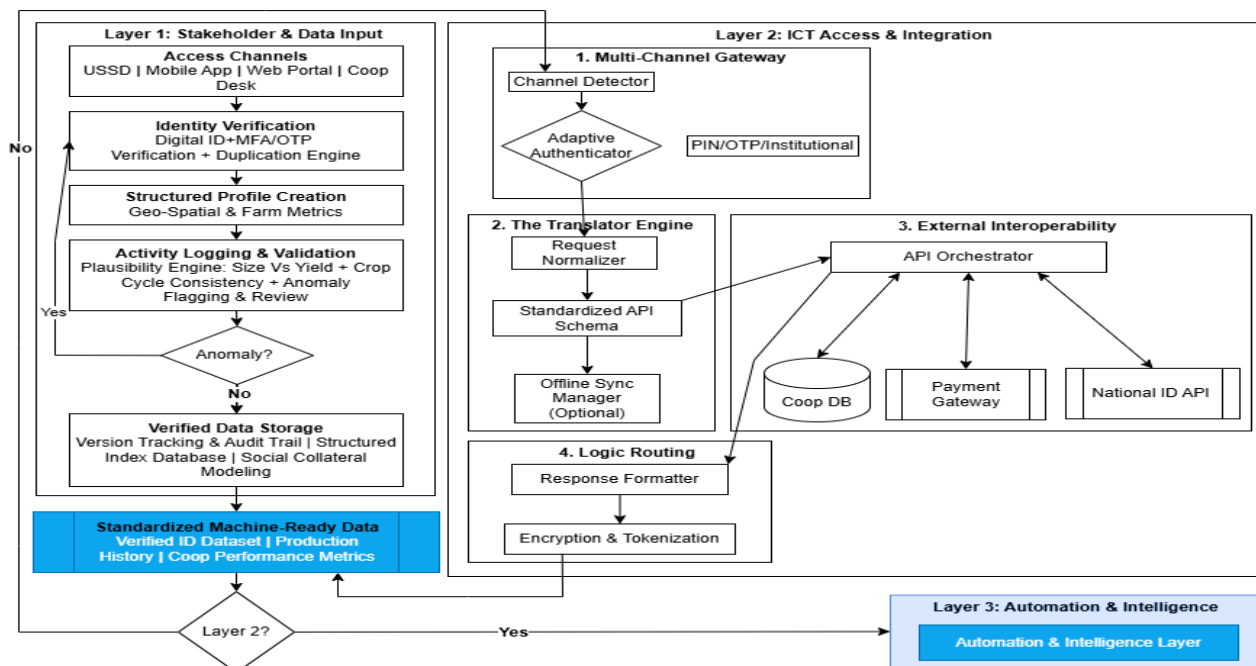 Layer 1: Stakeholder & Data Input
Access Channels
USSD | Mobile App | Web Portal | Coop
Desk
Identity Verification
Digital ID+MFA/OTP
Verification + Duplication Engine
Structured Profile Creation
Geo-Spatial & Farm Metrics
Activity Logging & Validation
Plausibility Engine: Size Vs Yield + Crop
Cycle Consistency + Anomaly
Flagging & Review
Yes
Anomaly?
No
Verified Data Storage
Version Tracking & Audit Trail | Structured
Index Database | Social Collateral
Modeling
Standardized Machine-Ready Data
Verified ID Dataset | Production
History | Coop Performance Metrics
Layer 2?
No
Yes
Layer 2: ICT Access & Integration
1. Multi-Channel Gateway
Channel Detector
Adaptive
Authenticator
PIN/OTP/Institutional
2. The Translator Engine
Request
Normalizer
Standardized API
Schema
Offline Sync
Manager
(Optional)
3. External Interoperability
API Orchestrator
Coop DB
Payment
Gateway
National ID API
4. Logic Routing
Response Formatter
Encryption & Tokenization
Layer 3: Automation & Intelligence
Automation & Intelligence Layer